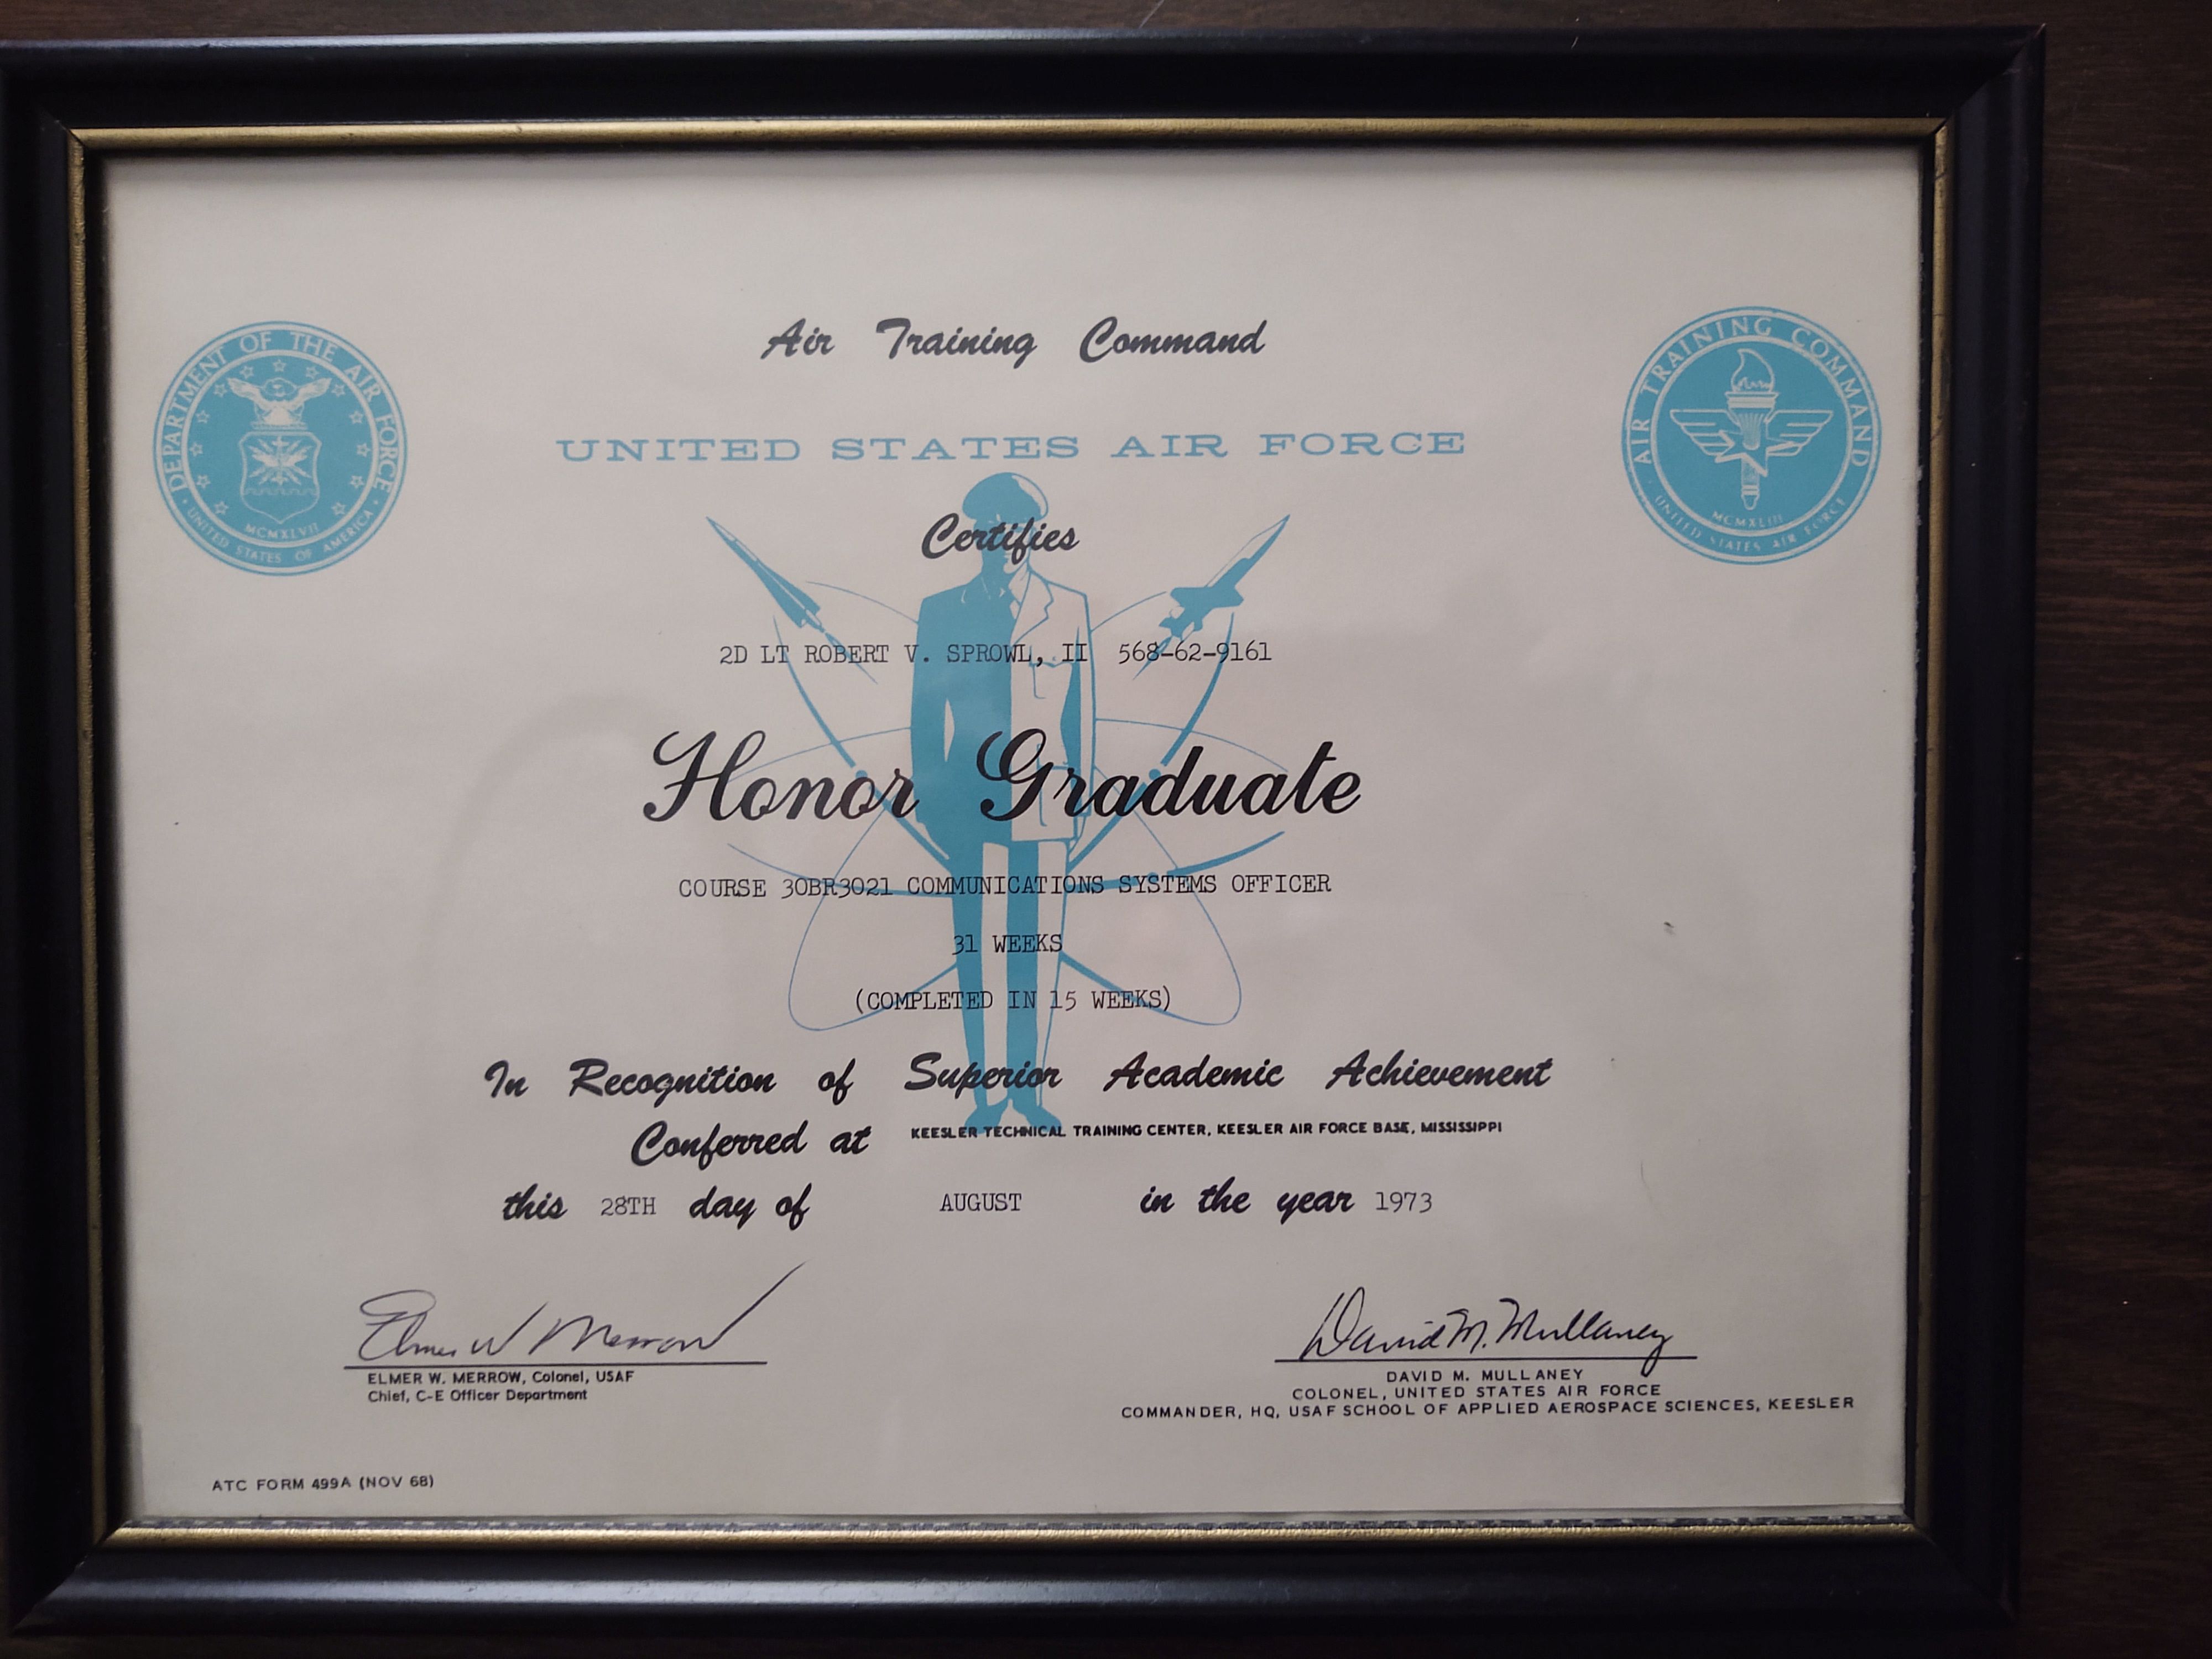 Air Training Command
UNITED STATES AIR FORCE
DEPARTMENT OF THE AIR FORCE
MCMXLVII
UNITED STATES OF AMERICA
AIR TRAINING COMMAND
MCMXLIII
UNITED STATES AIR FORCE
Certifies
2D LT ROBERT V. SPROWL, II 568-62-9161
Honor Graduate
COURSE 30BR3021 COMMUNICATIONS SYSTEMS OFFICER
31 WEEKS
(COMPLETED IN 15 WEEKS)
In Recognition of Superior Academic Achievement
Conferred at KEESLER TECHNICAL TRAINING CENTER, KEESLER AIR FORCE BASE, MISSISSIPPI
this 28TH day of AUGUST in the year 1973
Elmer W Merrow
ELMER W. MERROW, Colonel, USAF
Chief, C-E Officer Department
David M. Mullaney
DAVID M. MULLANEY
COLONEL, UNITED STATES AIR FORCE
COMMANDER, HQ, USAF SCHOOL OF APPLIED AEROSPACE SCIENCES, KEESLER
ATC FORM 499A (NOV 68)